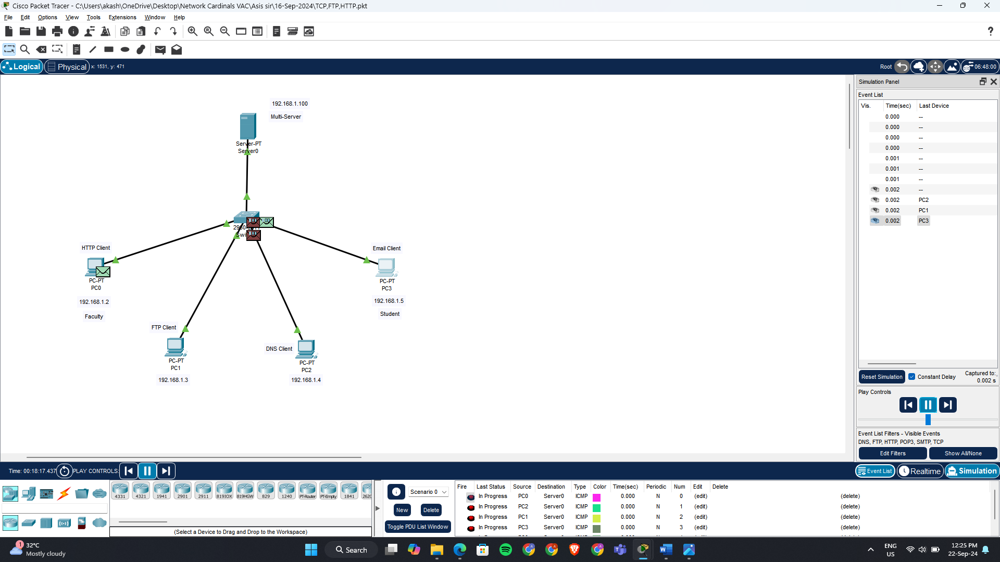 Cisco Packet Tracer - C:\Users\akash\OneDrive\Desktop\Network Cardinals VAC\Asis sir\16-Sep-2024\TCP,FTP,HTTP.pkt
File Edit Options View Tools Extensions Window Help
?
Logical Physical x: 1531, y: 471 Root 06:48:00
192.168.1.100
Multi-Server
Server-PT
Server0
HTTP Client
PC-PT
PC0
192.168.1.2
Faculty
FTP Client
PC-PT
PC1
192.168.1.3
DNS Client
PC-PT
PC2
192.168.1.4
Email Client
PC-PT
PC3
192.168.1.5
Student
Simulation Panel
Event List
Vis. Time(sec) Last Device
0.000 --
0.000 --
0.000 --
0.000 --
0.001 --
0.001 --
0.001 --
0.002 --
0.002 PC2
0.002 PC1
0.002 PC3
Reset Simulation Constant Delay Captured to:
0.002 s
Play Controls
Event List Filters - Visible Events
DNS, FTP, HTTP, POP3, SMTP, TCP
Edit Filters Show All/None
Time: 00:18:17.437 PLAY CONTROLS: Event List Realtime Simulation
4331 4321 1941 2901 2911 819IOX 819HGW 829 1240 PT-Router PT-Empty 1841 2620
(Select a Device to Drag and Drop to the Workspace)
Scenario 0
New Delete
Toggle PDU List Window
Fire Last Status Source Destination Type Color Time(sec) Periodic Num Edit Delete
In Progress PC0 Server0 ICMP 0.000 N 0 (edit) (delete)
In Progress PC2 Server0 ICMP 0.000 N 1 (edit) (delete)
In Progress PC1 Server0 ICMP 0.000 N 2 (edit) (delete)
In Progress PC3 Server0 ICMP 0.000 N 3 (edit) (delete)
1
32°C
Mostly cloudy
Search
ENG
US
12:25 PM
22-Sep-24